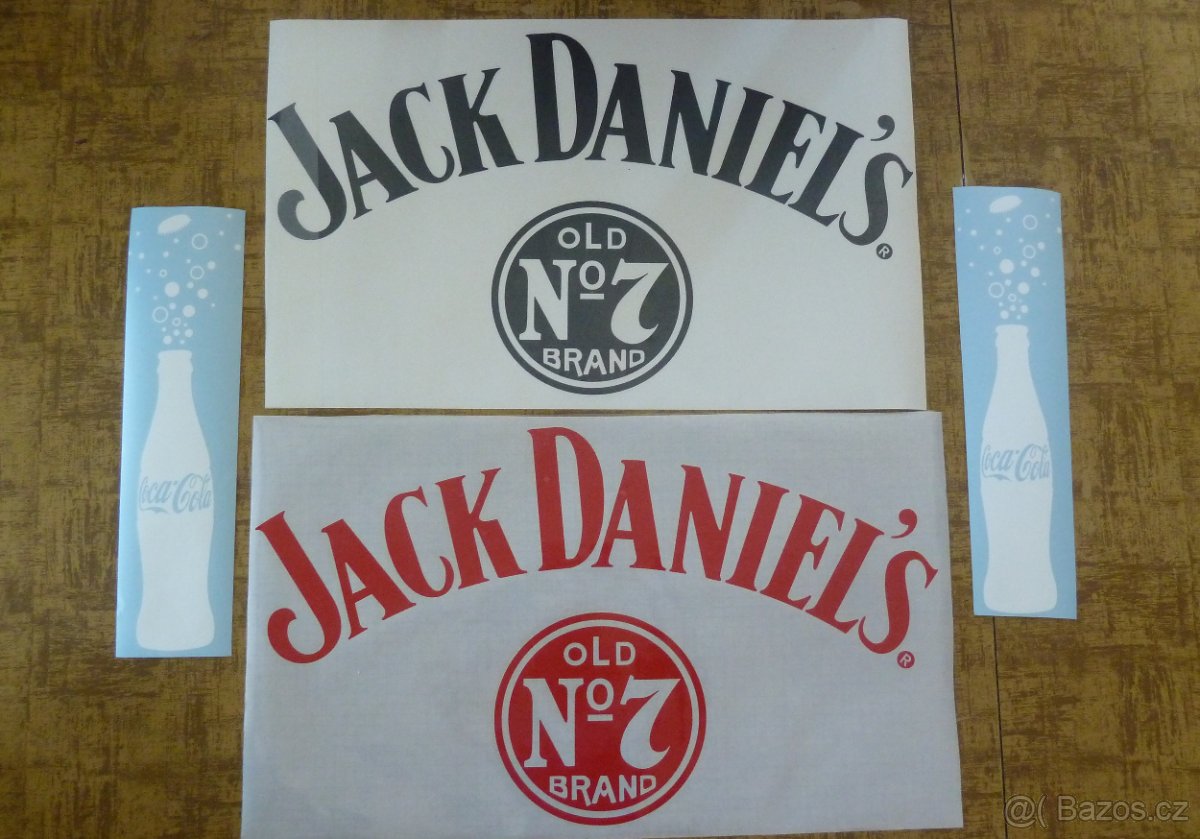 JACK DANIEL'S
®
OLD
No7
BRAND
Coca-Cola
Coca-Cola
JACK DANIEL'S
®
OLD
No7
BRAND
@( Bazos.cz